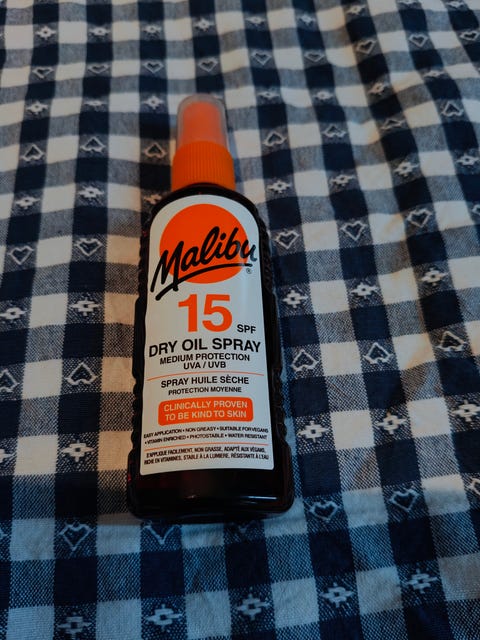 Malibu
®
15 SPF
DRY OIL SPRAY
MEDIUM PROTECTION
UVA / UVB
SPRAY HUILE SÈCHE
PROTECTION MOYENNE
CLINICALLY PROVEN
TO BE KIND TO SKIN
EASY APPLICATION • NON GREASY • SUITABLE FOR VEGANS
• VITAMIN ENRICHED • PHOTOSTABLE • WATER RESISTANT
S'APPLIQUE FACILEMENT, NON GRASSE, ADAPTÉ AUX VÉGANS,
RICHE EN VITAMINES, STABLE À LA LUMIERE, RÉSISTANTE À L'EAU